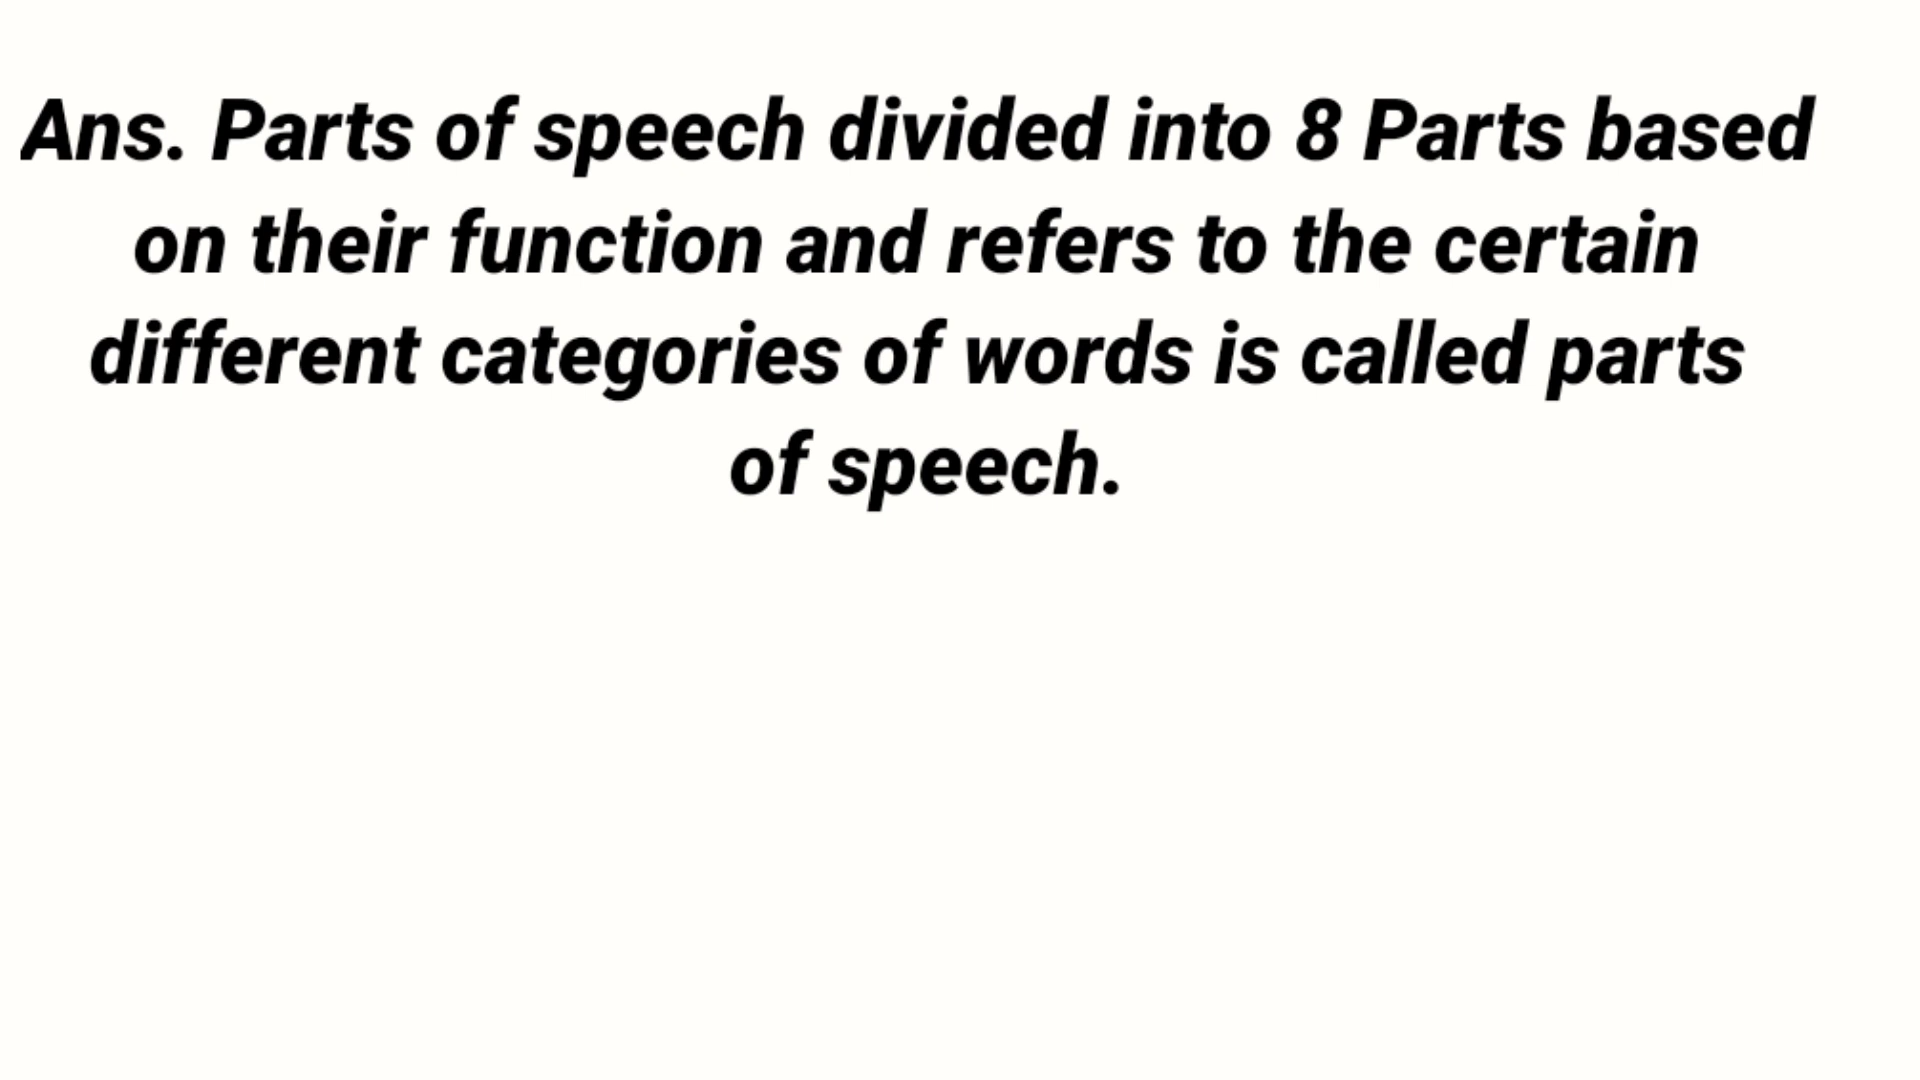 Ans. Parts of speech divided into 8 Parts based
on their function and refers to the certain
different categories of words is called parts
of speech.